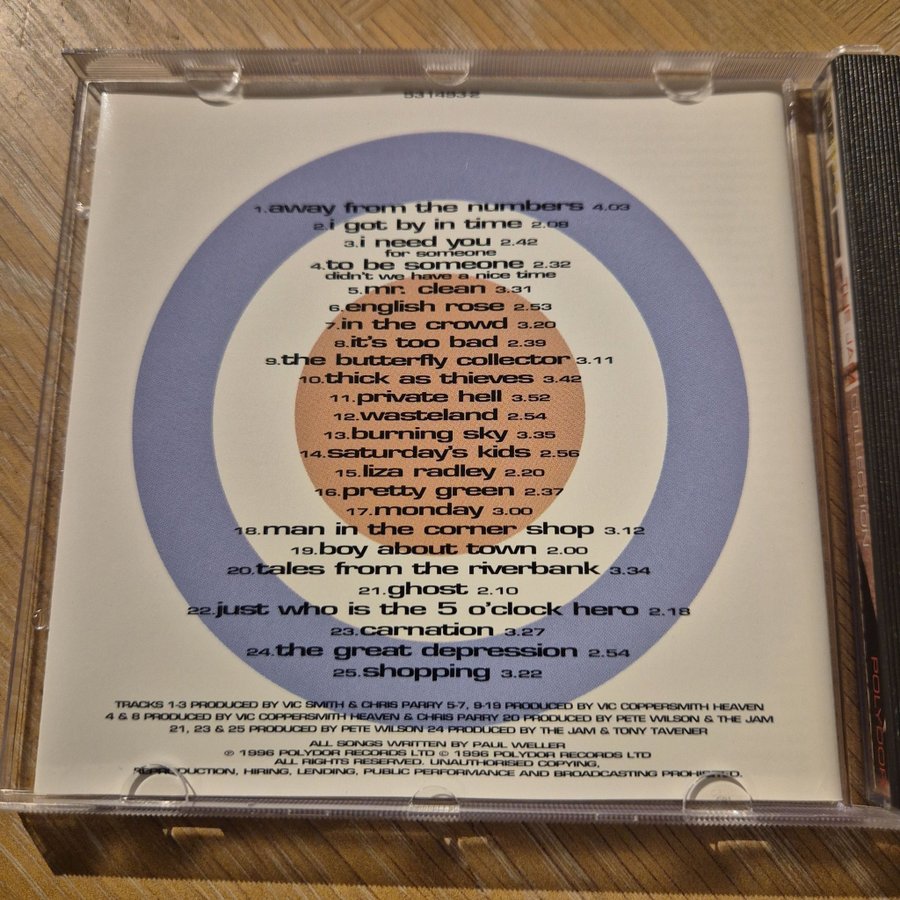 531493 2
1.away from the numbers 4.03
2.i got by in time 2.08
3.i need you 2.42
for someone
4.to be someone 2.32
didn't we have a nice time
5.mr. clean 3.31
6.english rose 2.53
7.in the crowd 3.20
8.it's too bad 2.39
9.the butterfly collector 3.11
10.thick as thieves 3.42
11.private hell 3.52
12.wasteland 2.54
13.burning sky 3.35
14.saturday's kids 2.56
15.liza radley 2.20
16.pretty green 2.37
17.monday 3.00
18.man in the corner shop 3.12
19.boy about town 2.00
20.tales from the riverbank 3.34
21.ghost 2.10
22.just who is the 5 o'clock hero 2.18
23.carnation 3.27
24.the great depression 2.54
25.shopping 3.22
TRACKS 1-3 PRODUCED BY VIC SMITH & CHRIS PARRY 5-7, 9-19 PRODUCED BY VIC COPPERSMITH HEAVEN
4 & 8 PRODUCED BY VIC COPPERSMITH HEAVEN & CHRIS PARRY 20 PRODUCED BY PETE WILSON & THE JAM
21, 23 & 25 PRODUCED BY PETE WILSON 24 PRODUCED BY THE JAM & TONY TAVENER
ALL SONGS WRITTEN BY PAUL WELLER
℗ 1996 POLYDOR RECORDS LTD © 1996 POLYDOR RECORDS LTD
ALL RIGHTS RESERVED. UNAUTHORISED COPYING,
REPRODUCTION, HIRING, LENDING, PUBLIC PERFORMANCE AND BROADCASTING PROHIBITED.
THE JAM COLLECTION
POLYDOR